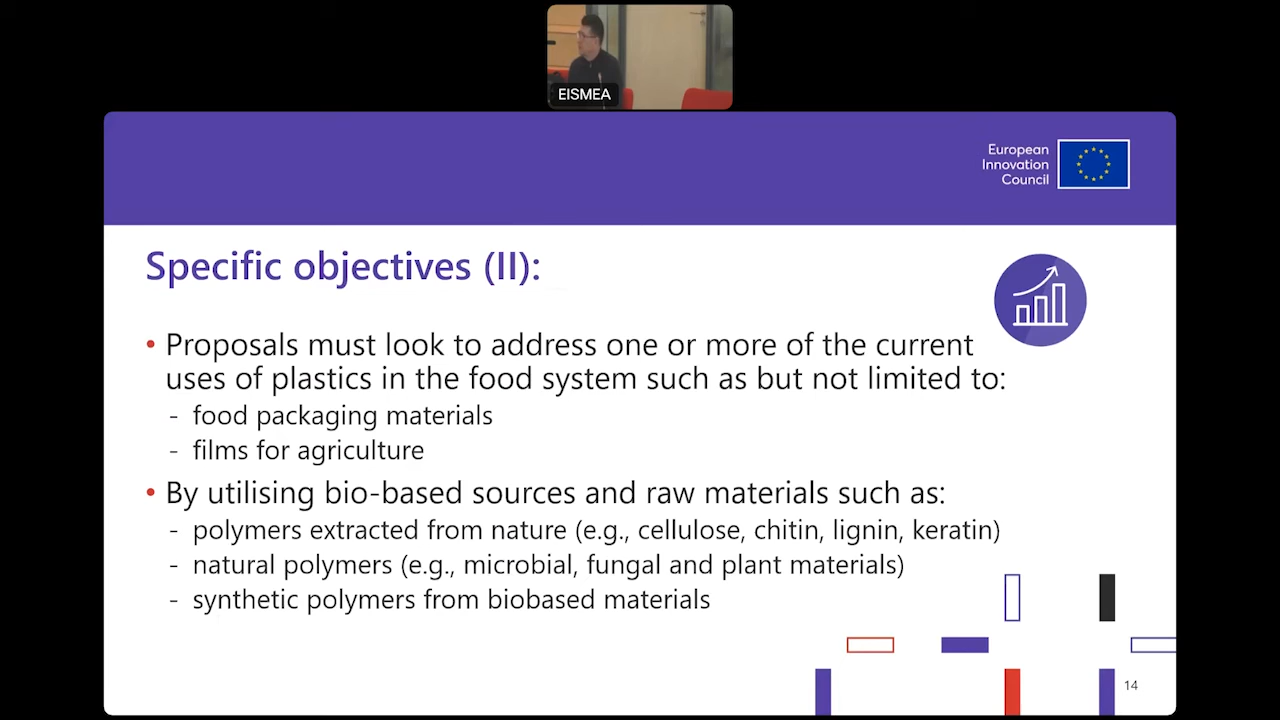 EISMEA
European
Innovation
Council
Specific objectives (II):
• Proposals must look to address one or more of the current
uses of plastics in the food system such as but not limited to:
- food packaging materials
- films for agriculture
• By utilising bio-based sources and raw materials such as:
- polymers extracted from nature (e.g., cellulose, chitin, lignin, keratin)
- natural polymers (e.g., microbial, fungal and plant materials)
- synthetic polymers from biobased materials
14